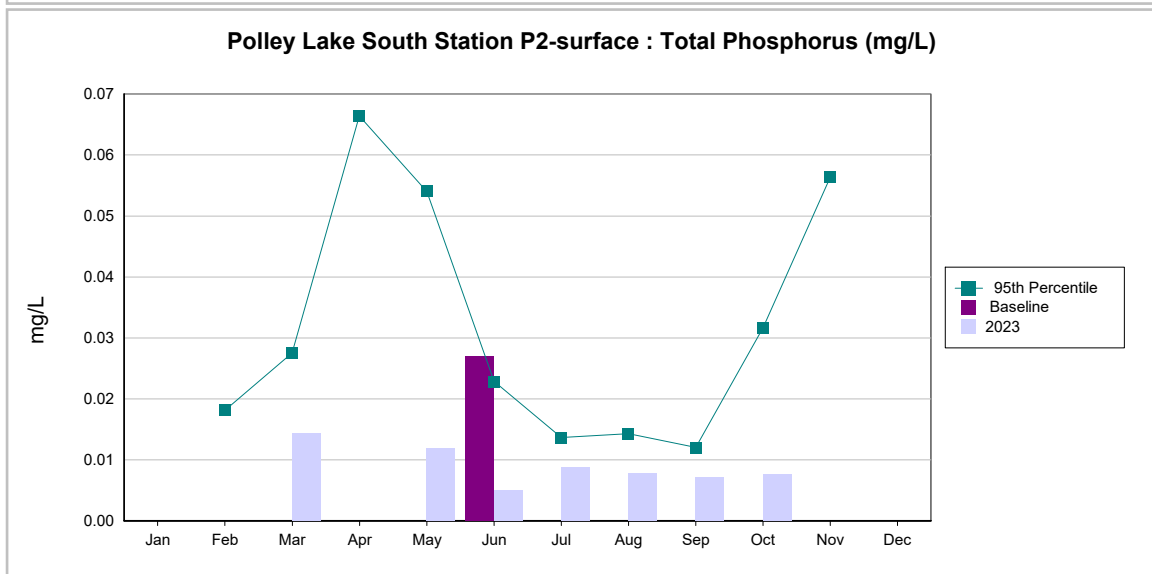 Polley Lake South Station P2-surface : Total Phosphorus (mg/L)
mg/L
0.07
0.06
0.05
0.04
0.03
0.02
0.01
0.00
Jan Feb Mar Apr May Jun Jul Aug Sep Oct Nov Dec
95th Percentile
Baseline
2023